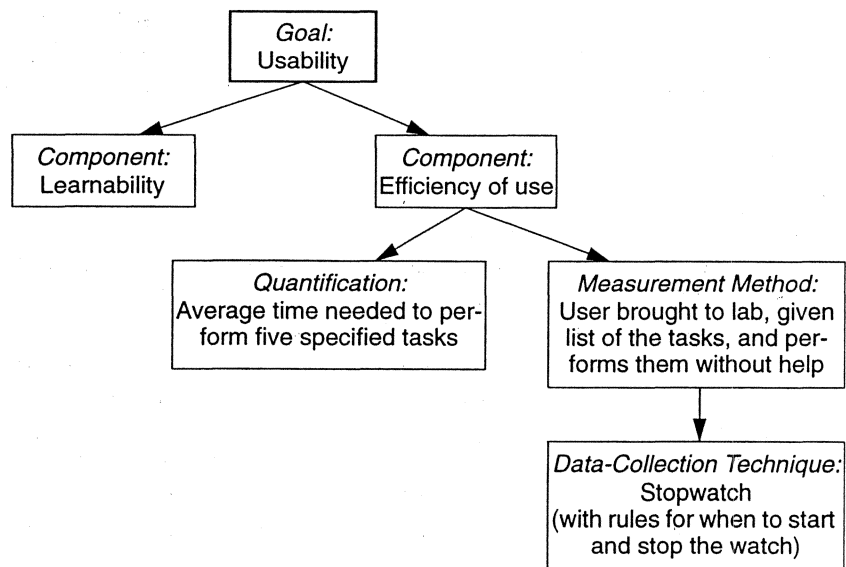 Goal:
Usability
Component:
Learnability
Component:
Efficiency of use
Quantification:
Average time needed to per-
form five specified tasks
Measurement Method:
User brought to lab, given
list of the tasks, and per-
forms them without help
Data-Collection Technique:
Stopwatch
(with rules for when to start
and stop the watch)